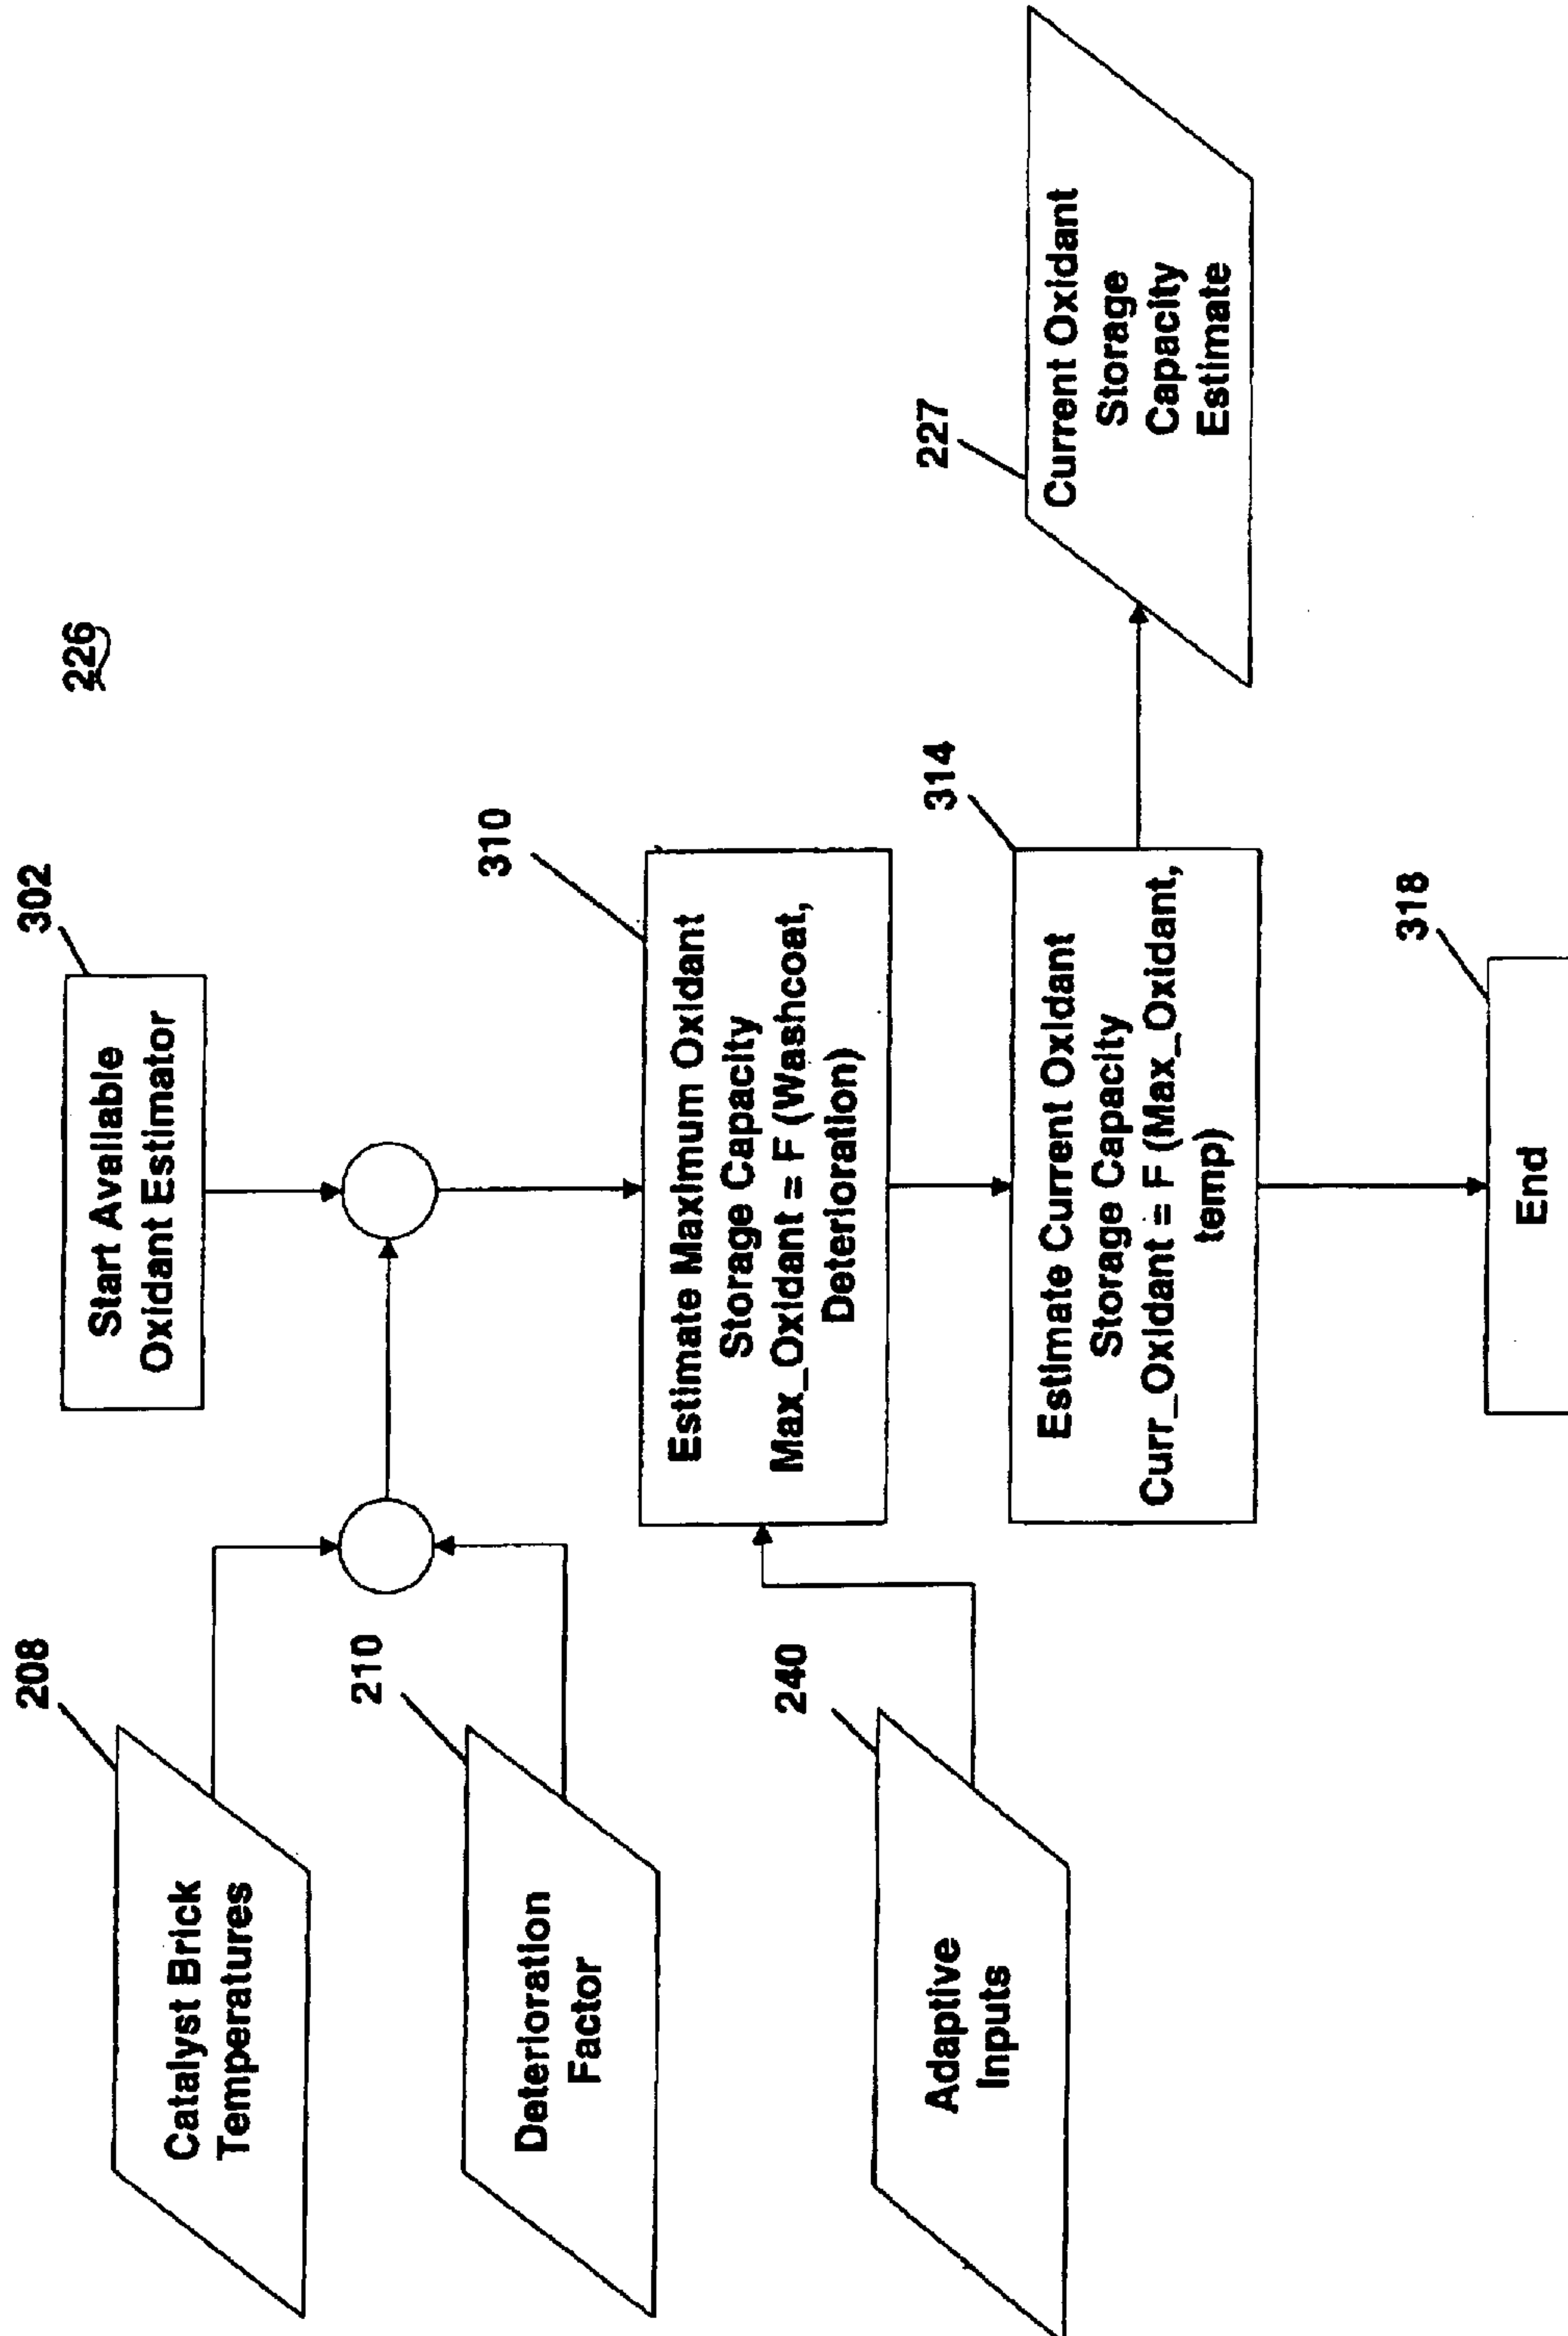 226
302
Start Available
Oxidant Estimator
208
Catalyst Brick
Temperatures
210
Deterioration
Factor
310
Estimate Maximum Oxidant
Storage Capacity
Max_Oxidant = F (Washcoat,
Deterioration)
240
Adaptive
Inputs
314
Estimate Current Oxidant
Storage Capacity
Curr_Oxidant = F (Max_Oxidant,
temp)
227
Current Oxidant
Storage
Capacity
Estimate
318
End